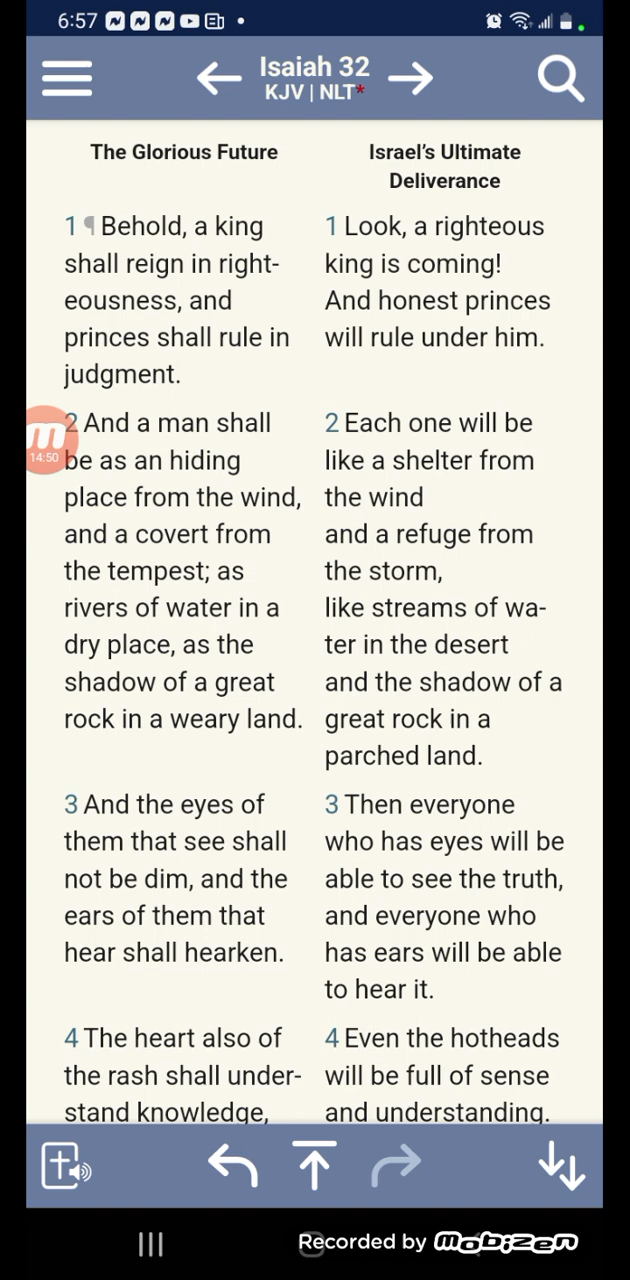 6:57
Isaiah 32
KJV | NLT*
The Glorious Future
1 ¶ Behold, a king
shall reign in right-
eousness, and
princes shall rule in
judgment.
2 And a man shall
be as an hiding
place from the wind,
and a covert from
the tempest; as
rivers of water in a
dry place, as the
shadow of a great
rock in a weary land.
3 And the eyes of
them that see shall
not be dim, and the
ears of them that
hear shall hearken.
4 The heart also of
the rash shall under-
stand knowledge,
Israel’s Ultimate
Deliverance
1 Look, a righteous
king is coming!
And honest princes
will rule under him.
2 Each one will be
like a shelter from
the wind
and a refuge from
the storm,
like streams of wa-
ter in the desert
and the shadow of a
great rock in a
parched land.
3 Then everyone
who has eyes will be
able to see the truth,
and everyone who
has ears will be able
to hear it.
4 Even the hotheads
will be full of sense
and understanding.
14:50
Recorded by Mobizen